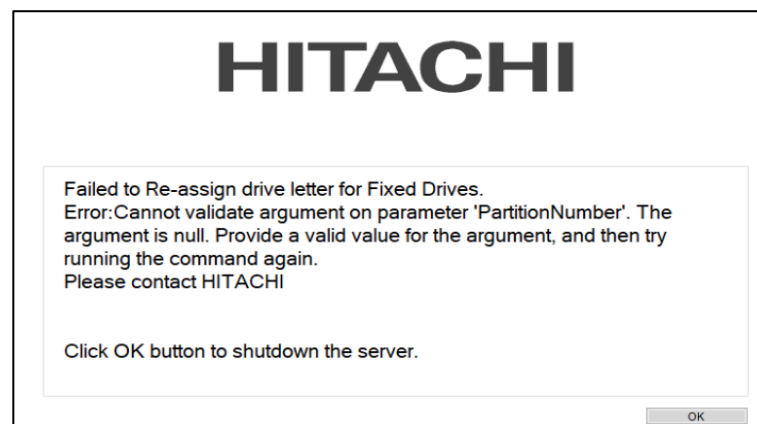 HITACHI
Failed to Re-assign drive letter for Fixed Drives.
Error:Cannot validate argument on parameter 'PartitionNumber'. The
argument is null. Provide a valid value for the argument, and then try
running the command again.
Please contact HITACHI
Click OK button to shutdown the server.
OK